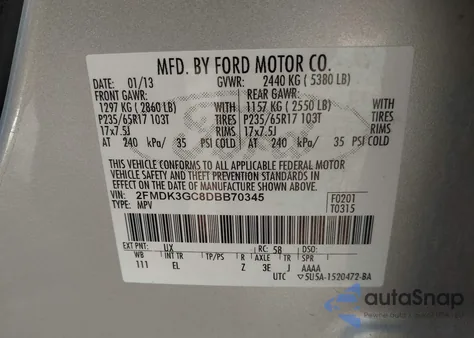 MFD. BY FORD MOTOR CO.
01/13 GVWR: 2440 KG ( 5380 LB)
FRONT GAWR: REAR GAWR:
1297 KG ( 2860 LB) WITH 1157 KG ( 2550 LB) WITH
P235/65R17 103T TIRES P235/65R17 103T TIRES
17x7.5J RIMS 17x7.5J RIMS
AT 240 kPa/ 35 PSI COLD AT 240 kPa/ 35 PSI COLD
THIS VEHICLE CONFORMS TO ALL APPLICABLE FEDERAL MOTOR
VEHICLE SAFETY AND THEFT PREVENTION STANDARDS IN EFFECT
ON THE DATE OF MANUFACTURE SHOWN ABOVE.
VIN: 2FMDK3GC8DBB70345 F0201
TYPE: MPV T0315
EXT PNT: UX RC: 58 DSO:
WB INT TR TP/PS R AXLE TR SPR
111 EL Z 3E J AAAA
UTC ▽5U5A-1520472-BA
autoSnap